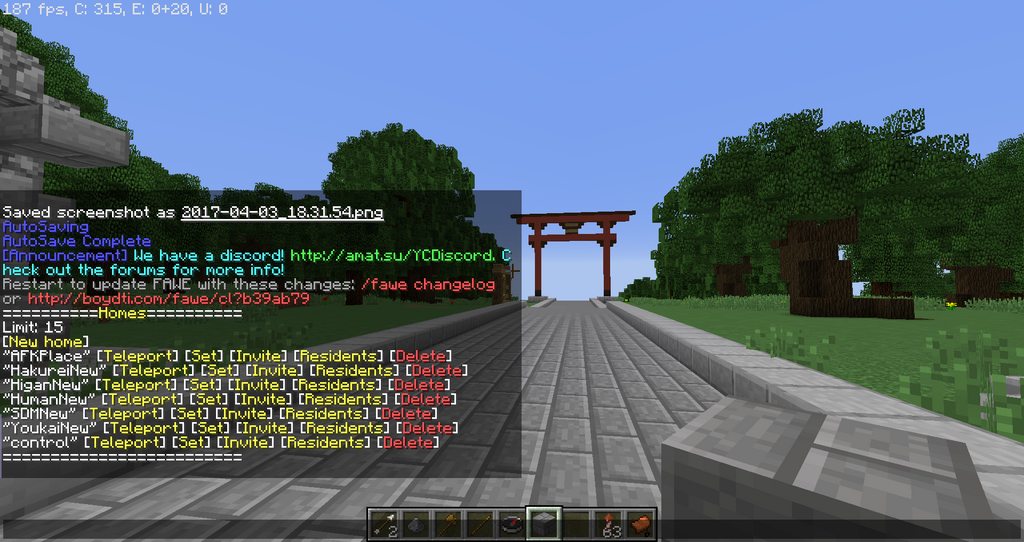 187 fps, C: 315, E: 0+20, U: 0
Saved screenshot as 2017-04-03_18.31.54.png
AutoSaving
AutoSave Complete
[Announcement] We have a discord! http://amat.su/YCDiscord. C
heck out the forums for more info!
Restart to update FAWE with these changes: /fawe changelog
or http://boydti.com/fawe/cl?b39ab79
==========Homes==========
Limit: 15
[New home]
"AFKPlace" [Teleport] [Set] [Invite] [Residents] [Delete]
"HakureiNew" [Teleport] [Set] [Invite] [Residents] [Delete]
"HiganNew" [Teleport] [Set] [Invite] [Residents] [Delete]
"HumanNew" [Teleport] [Set] [Invite] [Residents] [Delete]
"SDMNew" [Teleport] [Set] [Invite] [Residents] [Delete]
"YoukaiNew" [Teleport] [Set] [Invite] [Residents] [Delete]
"control" [Teleport] [Set] [Invite] [Residents] [Delete]
=========================
2 63